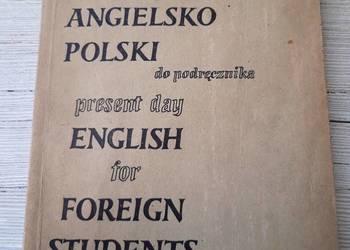 ANGIELSKO
POLSKI
do podręcznika
present day
ENGLISH
for
FOREIGN
STUDENTS